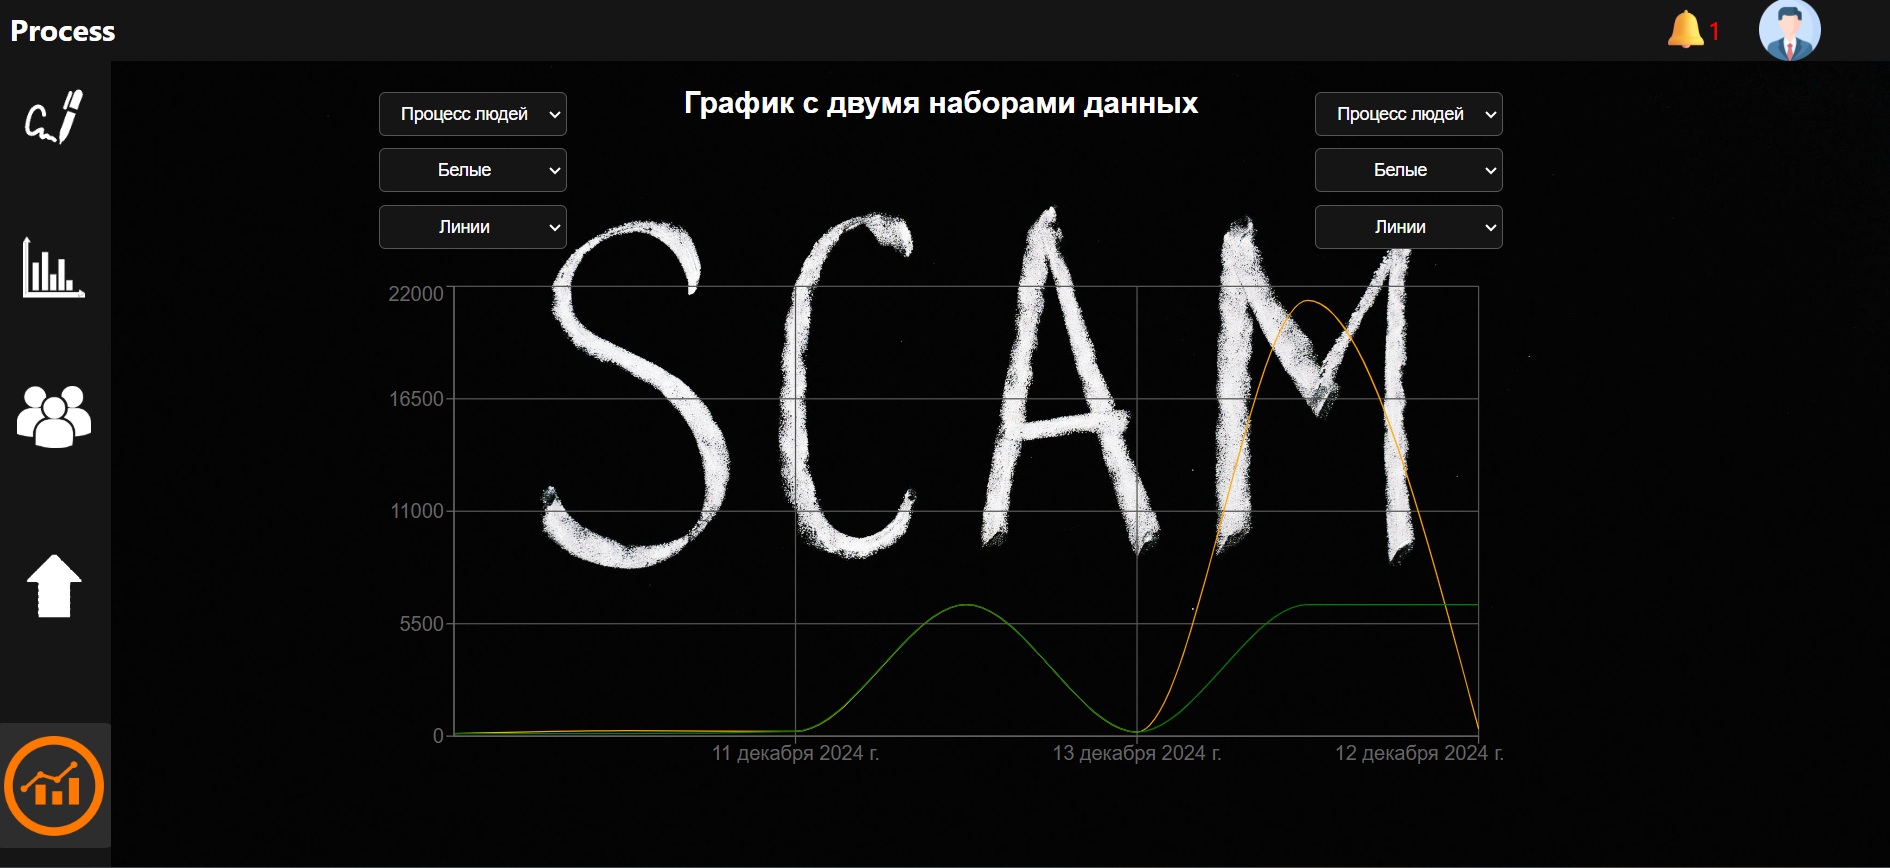 Process
1
График с двумя наборами данных
Процесс людей
Белые
Линии
Процесс людей
Белые
Линии
SCAM
22000
16500
11000
5500
0
11 декабря 2024 г.
13 декабря 2024 г.
12 декабря 2024 г.